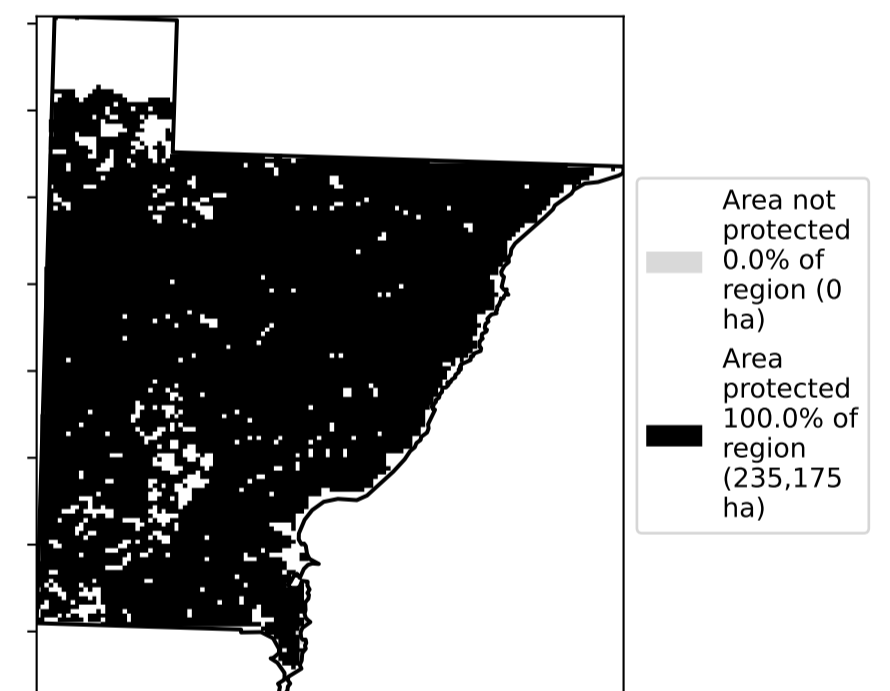 Area not
protected
0.0% of
region (0
ha)
Area
protected
100.0% of
region
(235,175
ha)